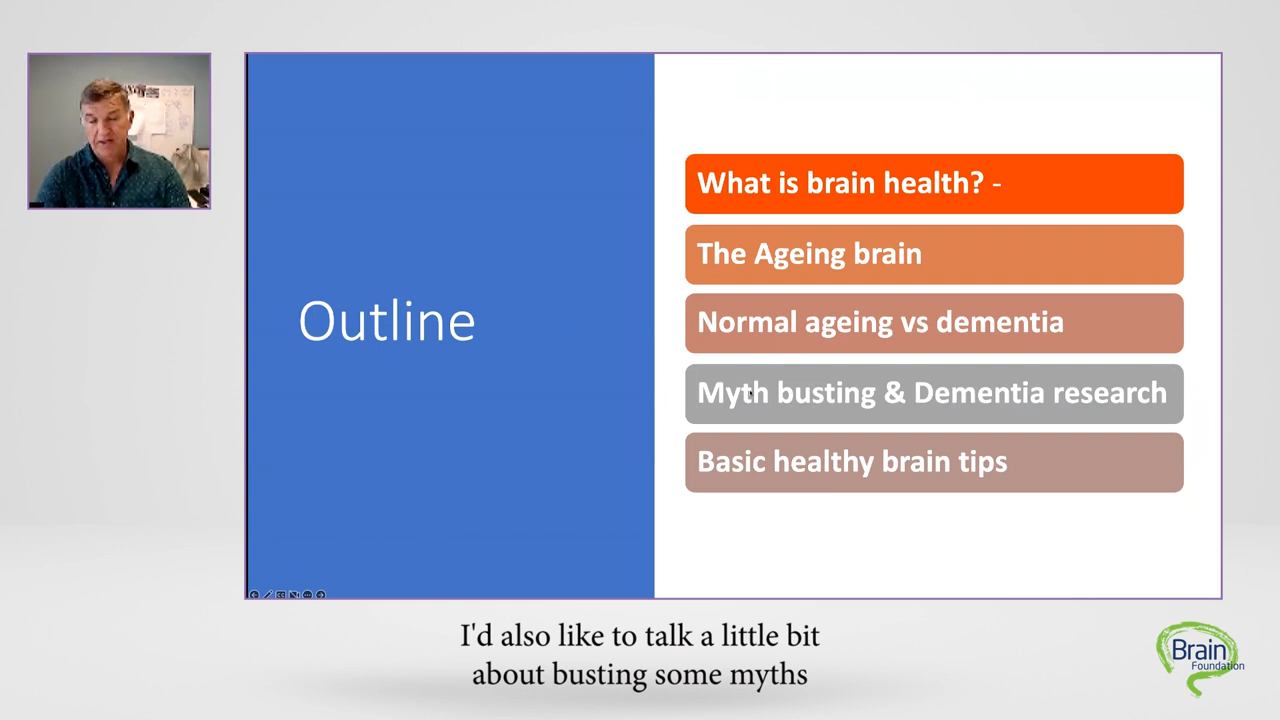 Outline
What is brain health? -
The Ageing brain
Normal ageing vs dementia
Myth busting & Dementia research
Basic healthy brain tips
I'd also like to talk a little bit
about busting some myths
Brain
Foundation